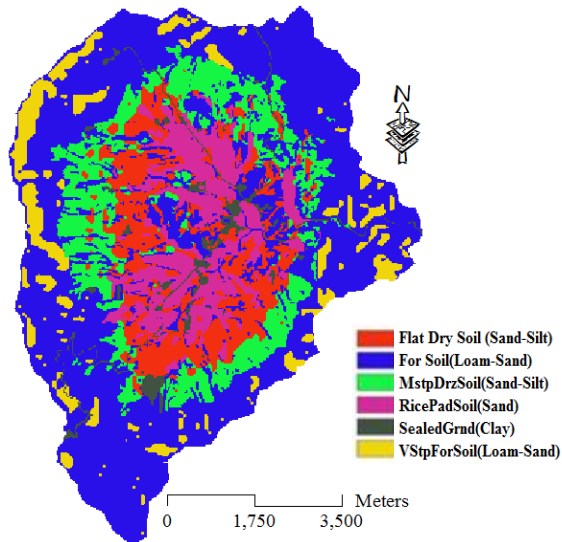 N
Flat Dry Soil (Sand-Silt)
For Soil(Loam-Sand)
MstpDrzSoil(Sand-Silt)
RicePadSoil(Sand)
SealedGrnd(Clay)
VStpForSoil(Loam-Sand)
Meters
0 1,750 3,500